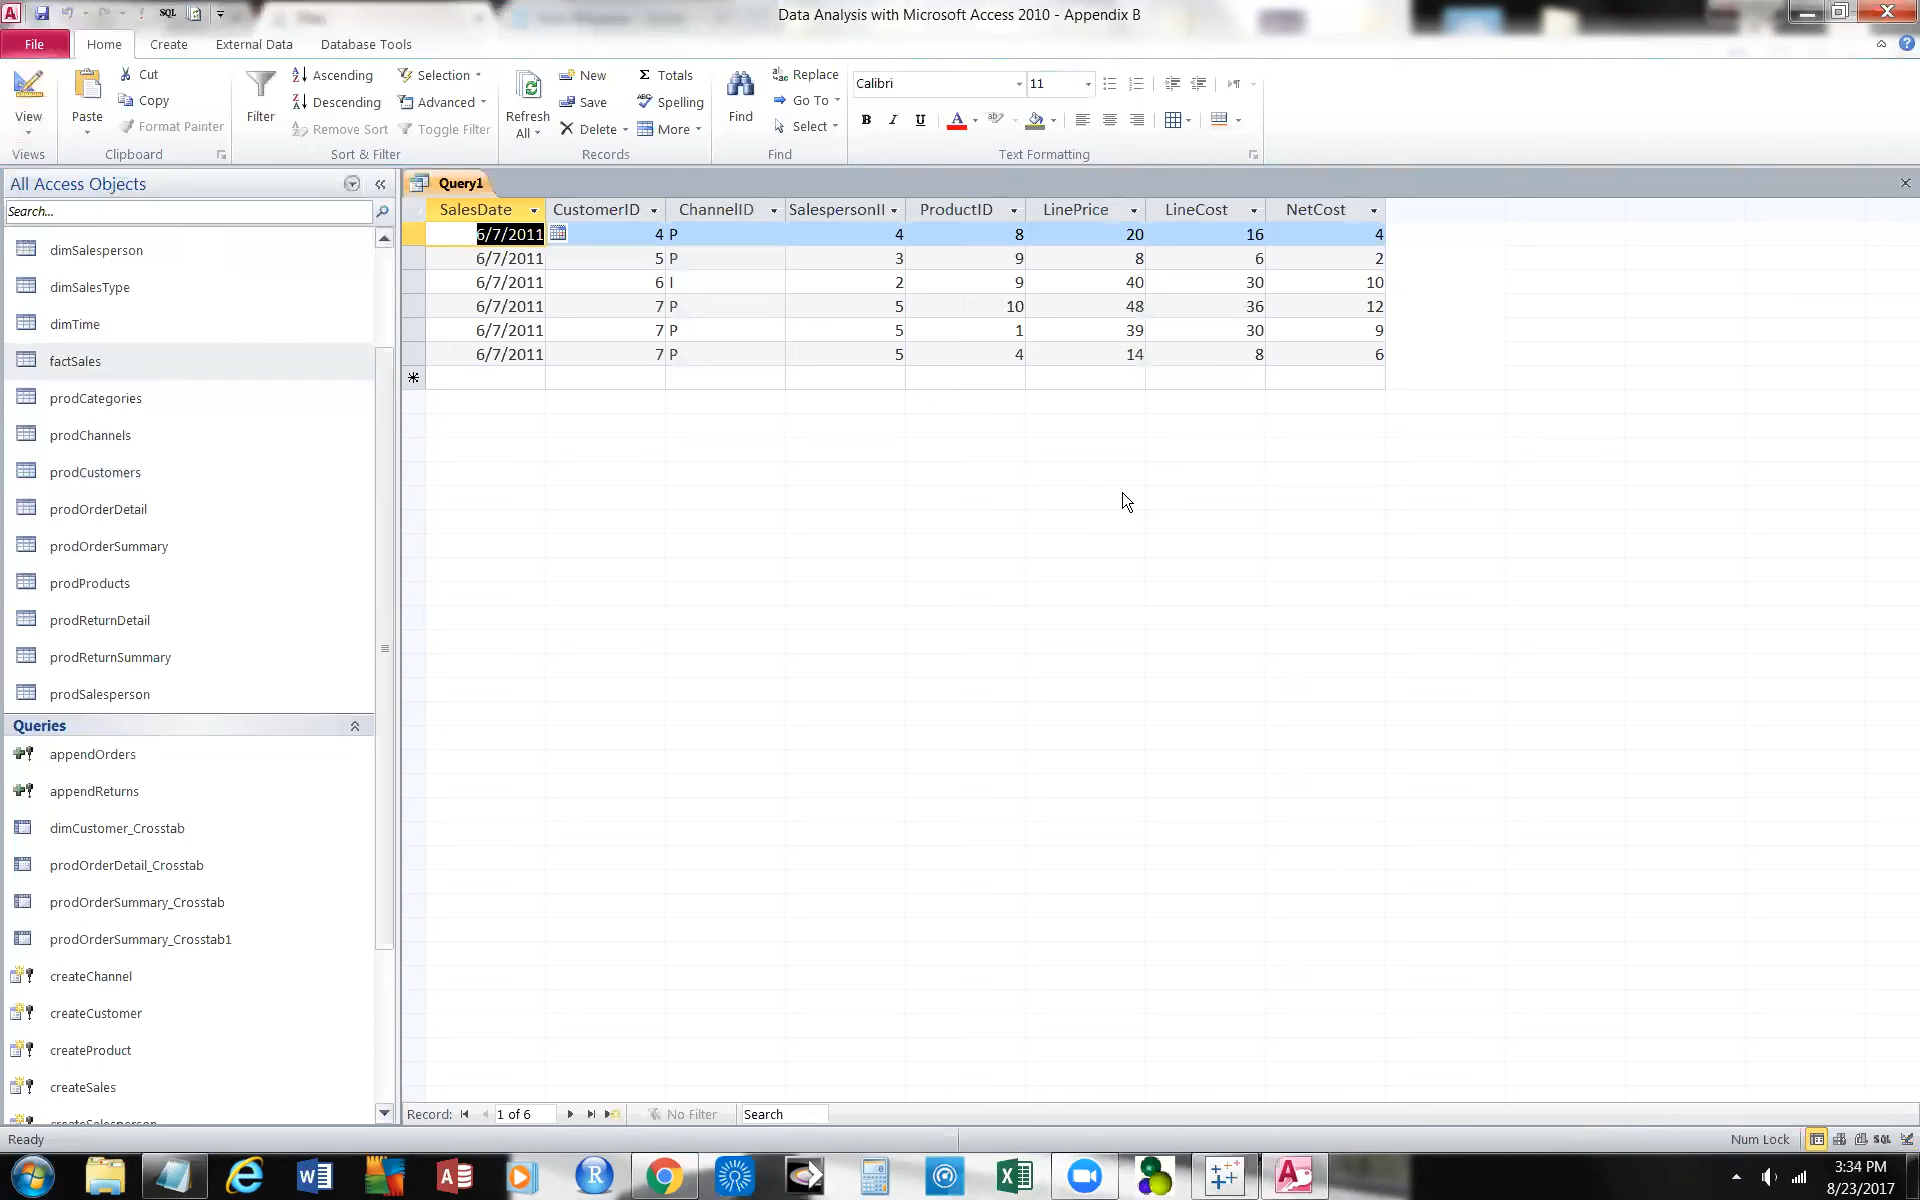 SQL
Data Analysis with Microsoft Access 2010 - Appendix B
File Home Create External Data Database Tools
View
Views
Paste
Cut
Copy
Format Painter
Clipboard
Filter
Ascending
Descending
Remove Sort
Selection
Advanced
Toggle Filter
Sort & Filter
Refresh
All
New
Save
Delete
Totals
Spelling
More
Records
Find
Replace
Go To
Select
Find
Calibri 11
B I U A
Text Formatting
All Access Objects
Search...
dimSalesperson
dimSalesType
dimTime
factSales
prodCategories
prodChannels
prodCustomers
prodOrderDetail
prodOrderSummary
prodProducts
prodReturnDetail
prodReturnSummary
prodSalesperson
Queries
appendOrders
appendReturns
dimCustomer_Crosstab
prodOrderDetail_Crosstab
prodOrderSummary_Crosstab
prodOrderSummary_Crosstab1
createChannel
createCustomer
createProduct
createSales
Query1
SalesDate CustomerID ChannelID SalespersonII ProductID LinePrice LineCost NetCost
6/7/2011 4 P 4 8 20 16 4
6/7/2011 5 P 3 9 8 6 2
6/7/2011 6 I 2 9 40 30 10
6/7/2011 7 P 5 10 48 36 12
6/7/2011 7 P 5 1 39 30 9
6/7/2011 7 P 5 4 14 8 6
Record: 1 of 6 No Filter Search
Ready Num Lock SQL
3:34 PM
8/23/2017